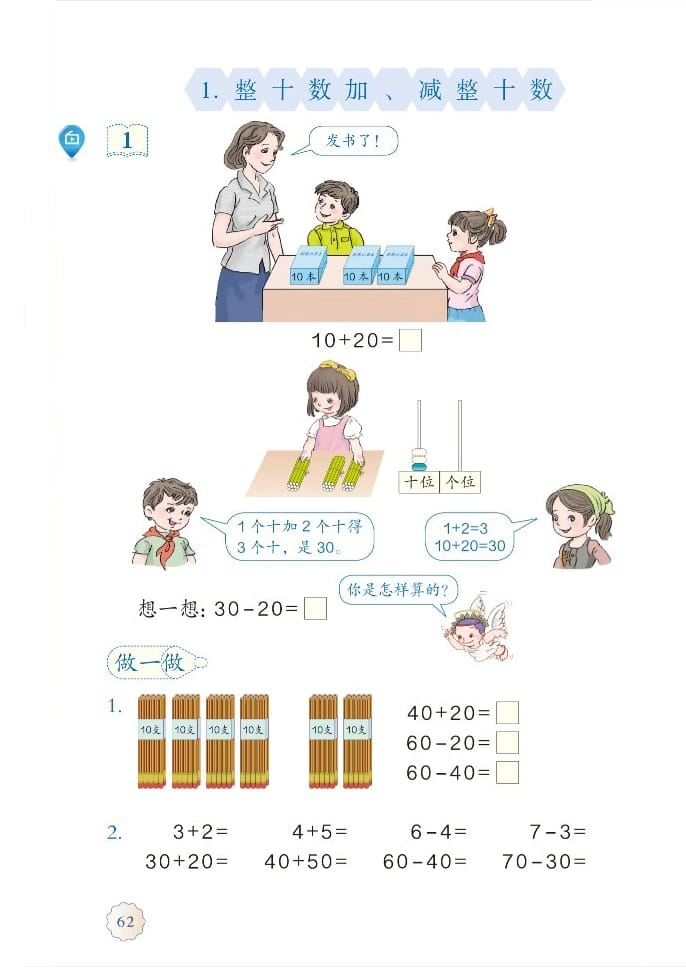 1. 整十数加、减整十数
1
发书了！
10本 10本 10本
10+20=
十位 个位
1个十加2个十得
3个十，是30。
1+2=3
10+20=30
你是怎样算的？
想一想：30-20=
做一做
1.
10支 10支 10支 10支 10支 10支
40+20=
60-20=
60-40=
2. 3+2= 4+5= 6-4= 7-3=
30+20= 40+50= 60-40= 70-30=
62